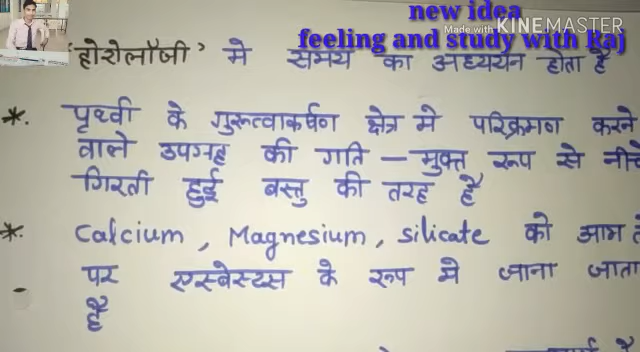 new idea
Made with KINEMASTER
feeling and study with Raj
'होरोलॉजी' मे समय का अध्ययन होता है
*. पृथ्वी के गुरुत्वाकर्षण क्षेत्र मे परिक्रमण करने
वाले उपग्रह की गति – मुक्त रूप से नीचे
गिरती हुई वस्तु की तरह है
*. Calcium, Magnesium, Silicate को आम
पर एस्बेस्टस के रूप मे जाना जाता
है